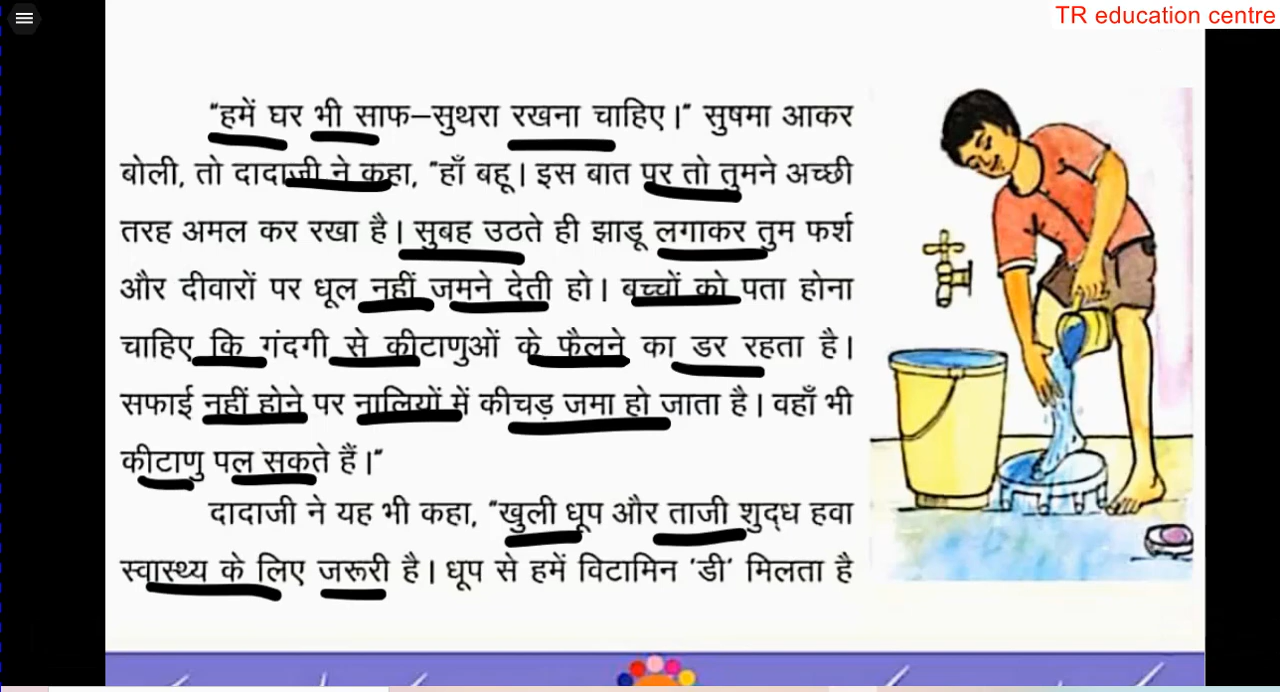 TR education centre
"हमें घर भी साफ–सुथरा रखना चाहिए।" सुषमा आकर
बोली, तो दादाजी ने कहा, "हाँ बहू। इस बात पर तो तुमने अच्छी
तरह अमल कर रखा है। सुबह उठते ही झाडू लगाकर तुम फर्श
और दीवारों पर धूल नहीं जमने देती हो। बच्चों को पता होना
चाहिए कि गंदगी से कीटाणुओं के फैलने का डर रहता है।
सफाई नहीं होने पर नालियों में कीचड़ जमा हो जाता है। वहाँ भी
कीटाणु पल सकते हैं।"
दादाजी ने यह भी कहा, "खुली धूप और ताजी शुद्ध हवा
स्वास्थ्य के लिए जरूरी है। धूप से हमें विटामिन 'डी' मिलता है